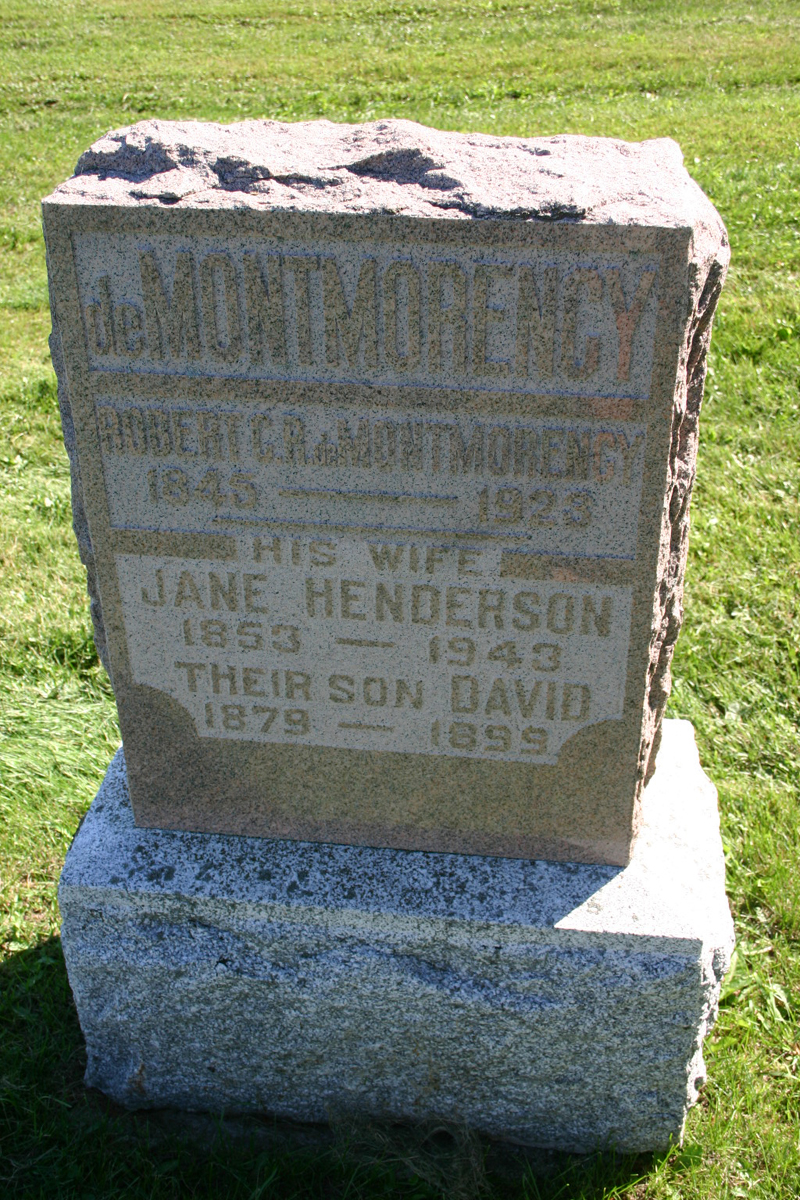 deMONTMORENCY
ROBERT C. R. deMONTMORENCY
1845 — 1923
HIS WIFE
JANE HENDERSON
1853 — 1943
THEIR SON DAVID
1879 — 1899